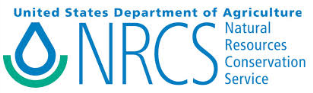 United States Department of Agriculture
NRCS
Natural
Resources
Conservation
Service